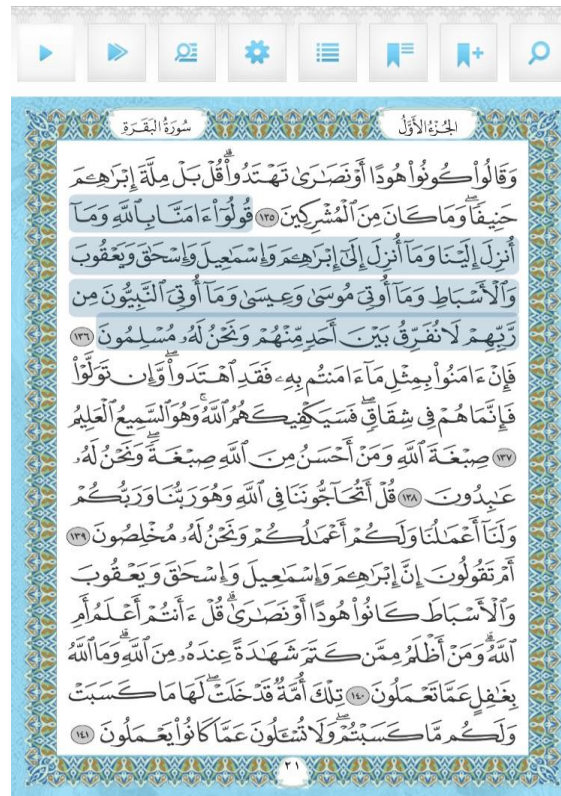 سُورَةُ البَقَرَةِ الجُزْءُ الأَوَّلُ
وَقَالُوا۟ كُونُوا۟ هُودًا أَوْ نَصَـٰرَىٰ تَهْتَدُوا۟ ۗ قُلْ بَلْ مِلَّةَ إِبْرَٰهِـۧمَ
حَنِيفًا ۖ وَمَا كَانَ مِنَ ٱلْمُشْرِكِينَ ١٣٥ قُولُوٓا۟ ءَامَنَّا بِٱللَّهِ وَمَآ
أُنزِلَ إِلَيْنَا وَمَآ أُنزِلَ إِلَىٰٓ إِبْرَٰهِـۧمَ وَإِسْمَـٰعِيلَ وَإِسْحَـٰقَ وَيَعْقُوبَ
وَٱلْأَسْبَاطِ وَمَآ أُوتِىَ مُوسَىٰ وَعِيسَىٰ وَمَآ أُوتِىَ ٱلنَّبِيُّونَ مِن
رَّبِّهِمْ لَا نُفَرِّقُ بَيْنَ أَحَدٍ مِّنْهُمْ وَنَحْنُ لَهُۥ مُسْلِمُونَ ١٣٦
فَإِنْ ءَامَنُوا۟ بِمِثْلِ مَآ ءَامَنتُم بِهِۦ فَقَدِ ٱهْتَدَوا۟ ۖ وَّإِن تَوَلَّوْا۟
فَإِنَّمَا هُمْ فِى شِقَاقٍ ۖ فَسَيَكْفِيكَهُمُ ٱللَّهُ ۚ وَهُوَ ٱلسَّمِيعُ ٱلْعَلِيمُ
١٣٧ صِبْغَةَ ٱللَّهِ ۖ وَمَنْ أَحْسَنُ مِنَ ٱللَّهِ صِبْغَةً ۖ وَنَحْنُ لَهُۥ
عَـٰبِدُونَ ١٣٨ قُلْ أَتُحَآجُّونَنَا فِى ٱللَّهِ وَهُوَ رَبُّنَا وَرَبُّكُمْ
وَلَنَآ أَعْمَـٰلُنَا وَلَكُمْ أَعْمَـٰلُكُمْ وَنَحْنُ لَهُۥ مُخْلِصُونَ ١٣٩
أَمْ تَقُولُونَ إِنَّ إِبْرَٰهِـۧمَ وَإِسْمَـٰعِيلَ وَإِسْحَـٰقَ وَيَعْقُوبَ
وَٱلْأَسْبَاطَ كَانُوا۟ هُودًا أَوْ نَصَـٰرَىٰ ۗ قُلْ ءَأَنتُمْ أَعْلَمُ أَمِ
ٱللَّهُ ۗ وَمَنْ أَظْلَمُ مِمَّن كَتَمَ شَهَـٰدَةً عِندَهُۥ مِنَ ٱللَّهِ ۗ وَمَا ٱللَّهُ
بِغَـٰفِلٍ عَمَّا تَعْمَلُونَ ١٤٠ تِلْكَ أُمَّةٌ قَدْ خَلَتْ ۖ لَهَا مَا كَسَبَتْ
وَلَكُم مَّا كَسَبْتُمْ ۖ وَلَا تُسْـَٔلُونَ عَمَّا كَانُوا۟ يَعْمَلُونَ ١٤١
٢١